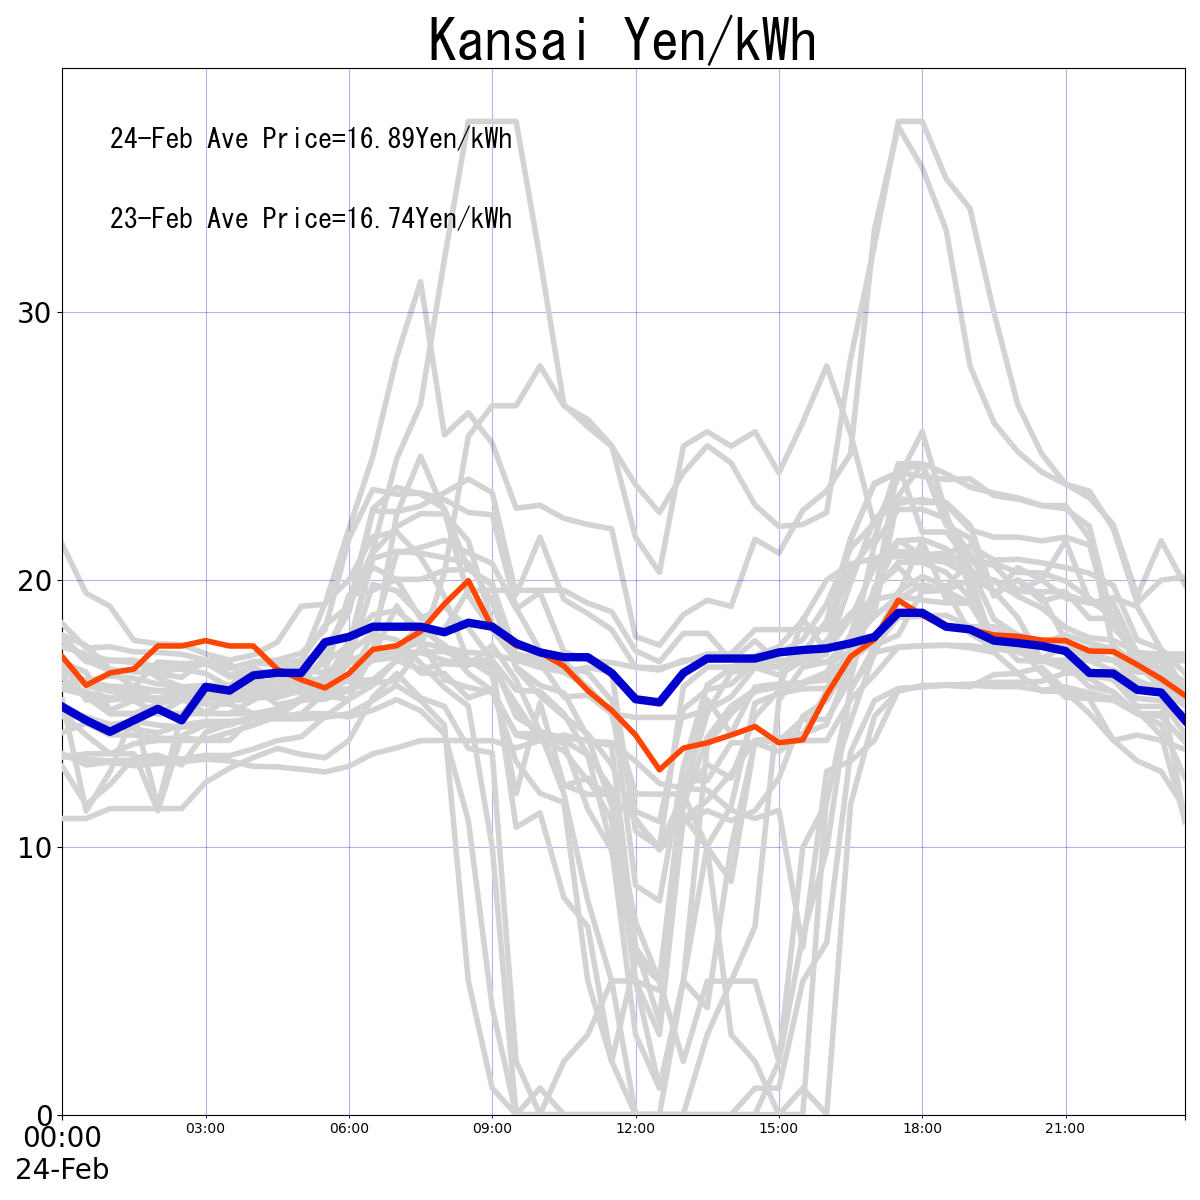 Kansai Yen/kWh
24-Feb Ave Price=16.89Yen/kWh
23-Feb Ave Price=16.74Yen/kWh
30
20
10
0
00:00 03:00 06:00 09:00 12:00 15:00 18:00 21:00
24-Feb